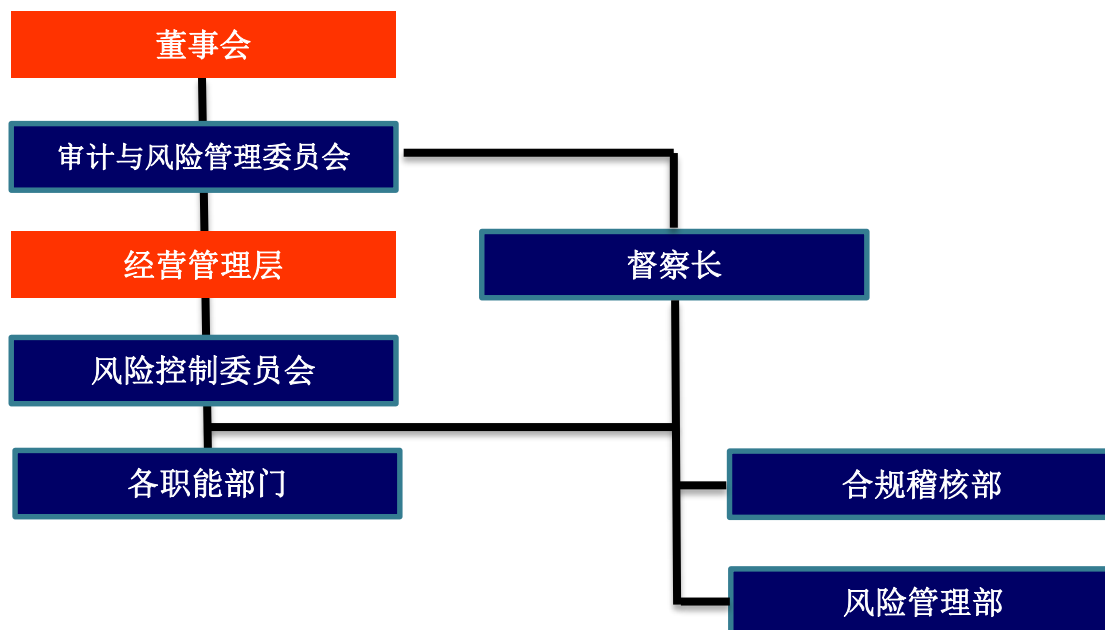 董事会
审计与风险管理委员会
经营管理层
督察长
风险控制委员会
各职能部门
合规稽核部
风险管理部